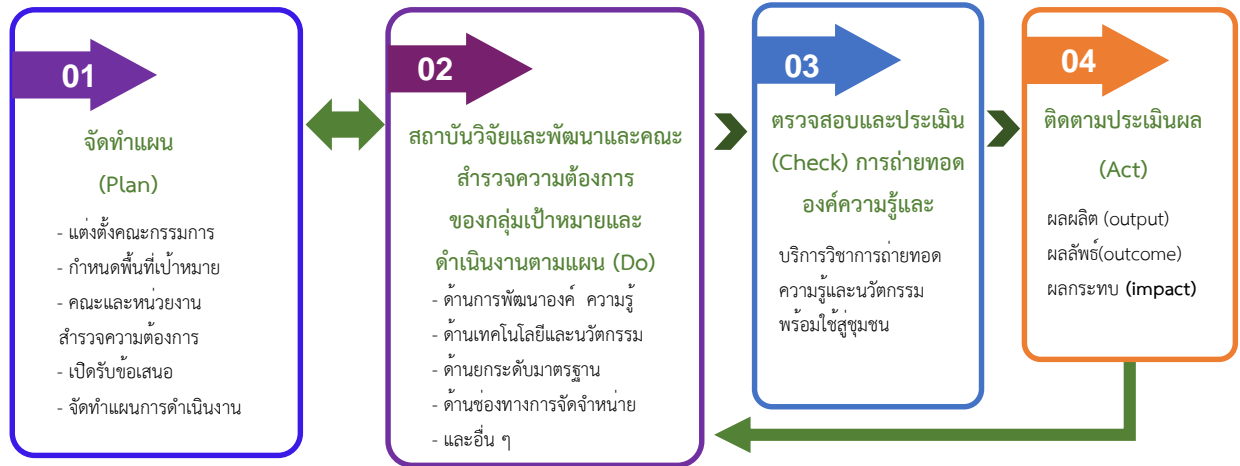 01
จัดทำแผน
(Plan)
- แต่งตั้งคณะกรรมการ
- กำหนดพื้นที่เป้าหมาย
- คณะและหน่วยงาน
สำรวจความต้องการ
- เปิดรับข้อเสนอ
- จัดทำแผนการดำเนินงาน
02
สถาบันวิจัยและพัฒนาและคณะ
สำรวจความต้องการ
ของกลุ่มเป้าหมายและ
ดำเนินงานตามแผน (Do)
- ด้านการพัฒนาองค์ ความรู้
- ด้านเทคโนโลยีและนวัตกรรม
- ด้านยกระดับมาตรฐาน
- ด้านช่องทางการจัดจำหน่าย
- และอื่น ๆ
03
ตรวจสอบและประเมิน
(Check) การถ่ายทอด
องค์ความรู้และ
บริการวิชาการถ่ายทอด
ความรู้และนวัตกรรม
พร้อมใช้สู่ชุมชน
04
ติดตามประเมินผล
(Act)
ผลผลิต (output)
ผลลัพธ์(outcome)
ผลกระทบ (impact)